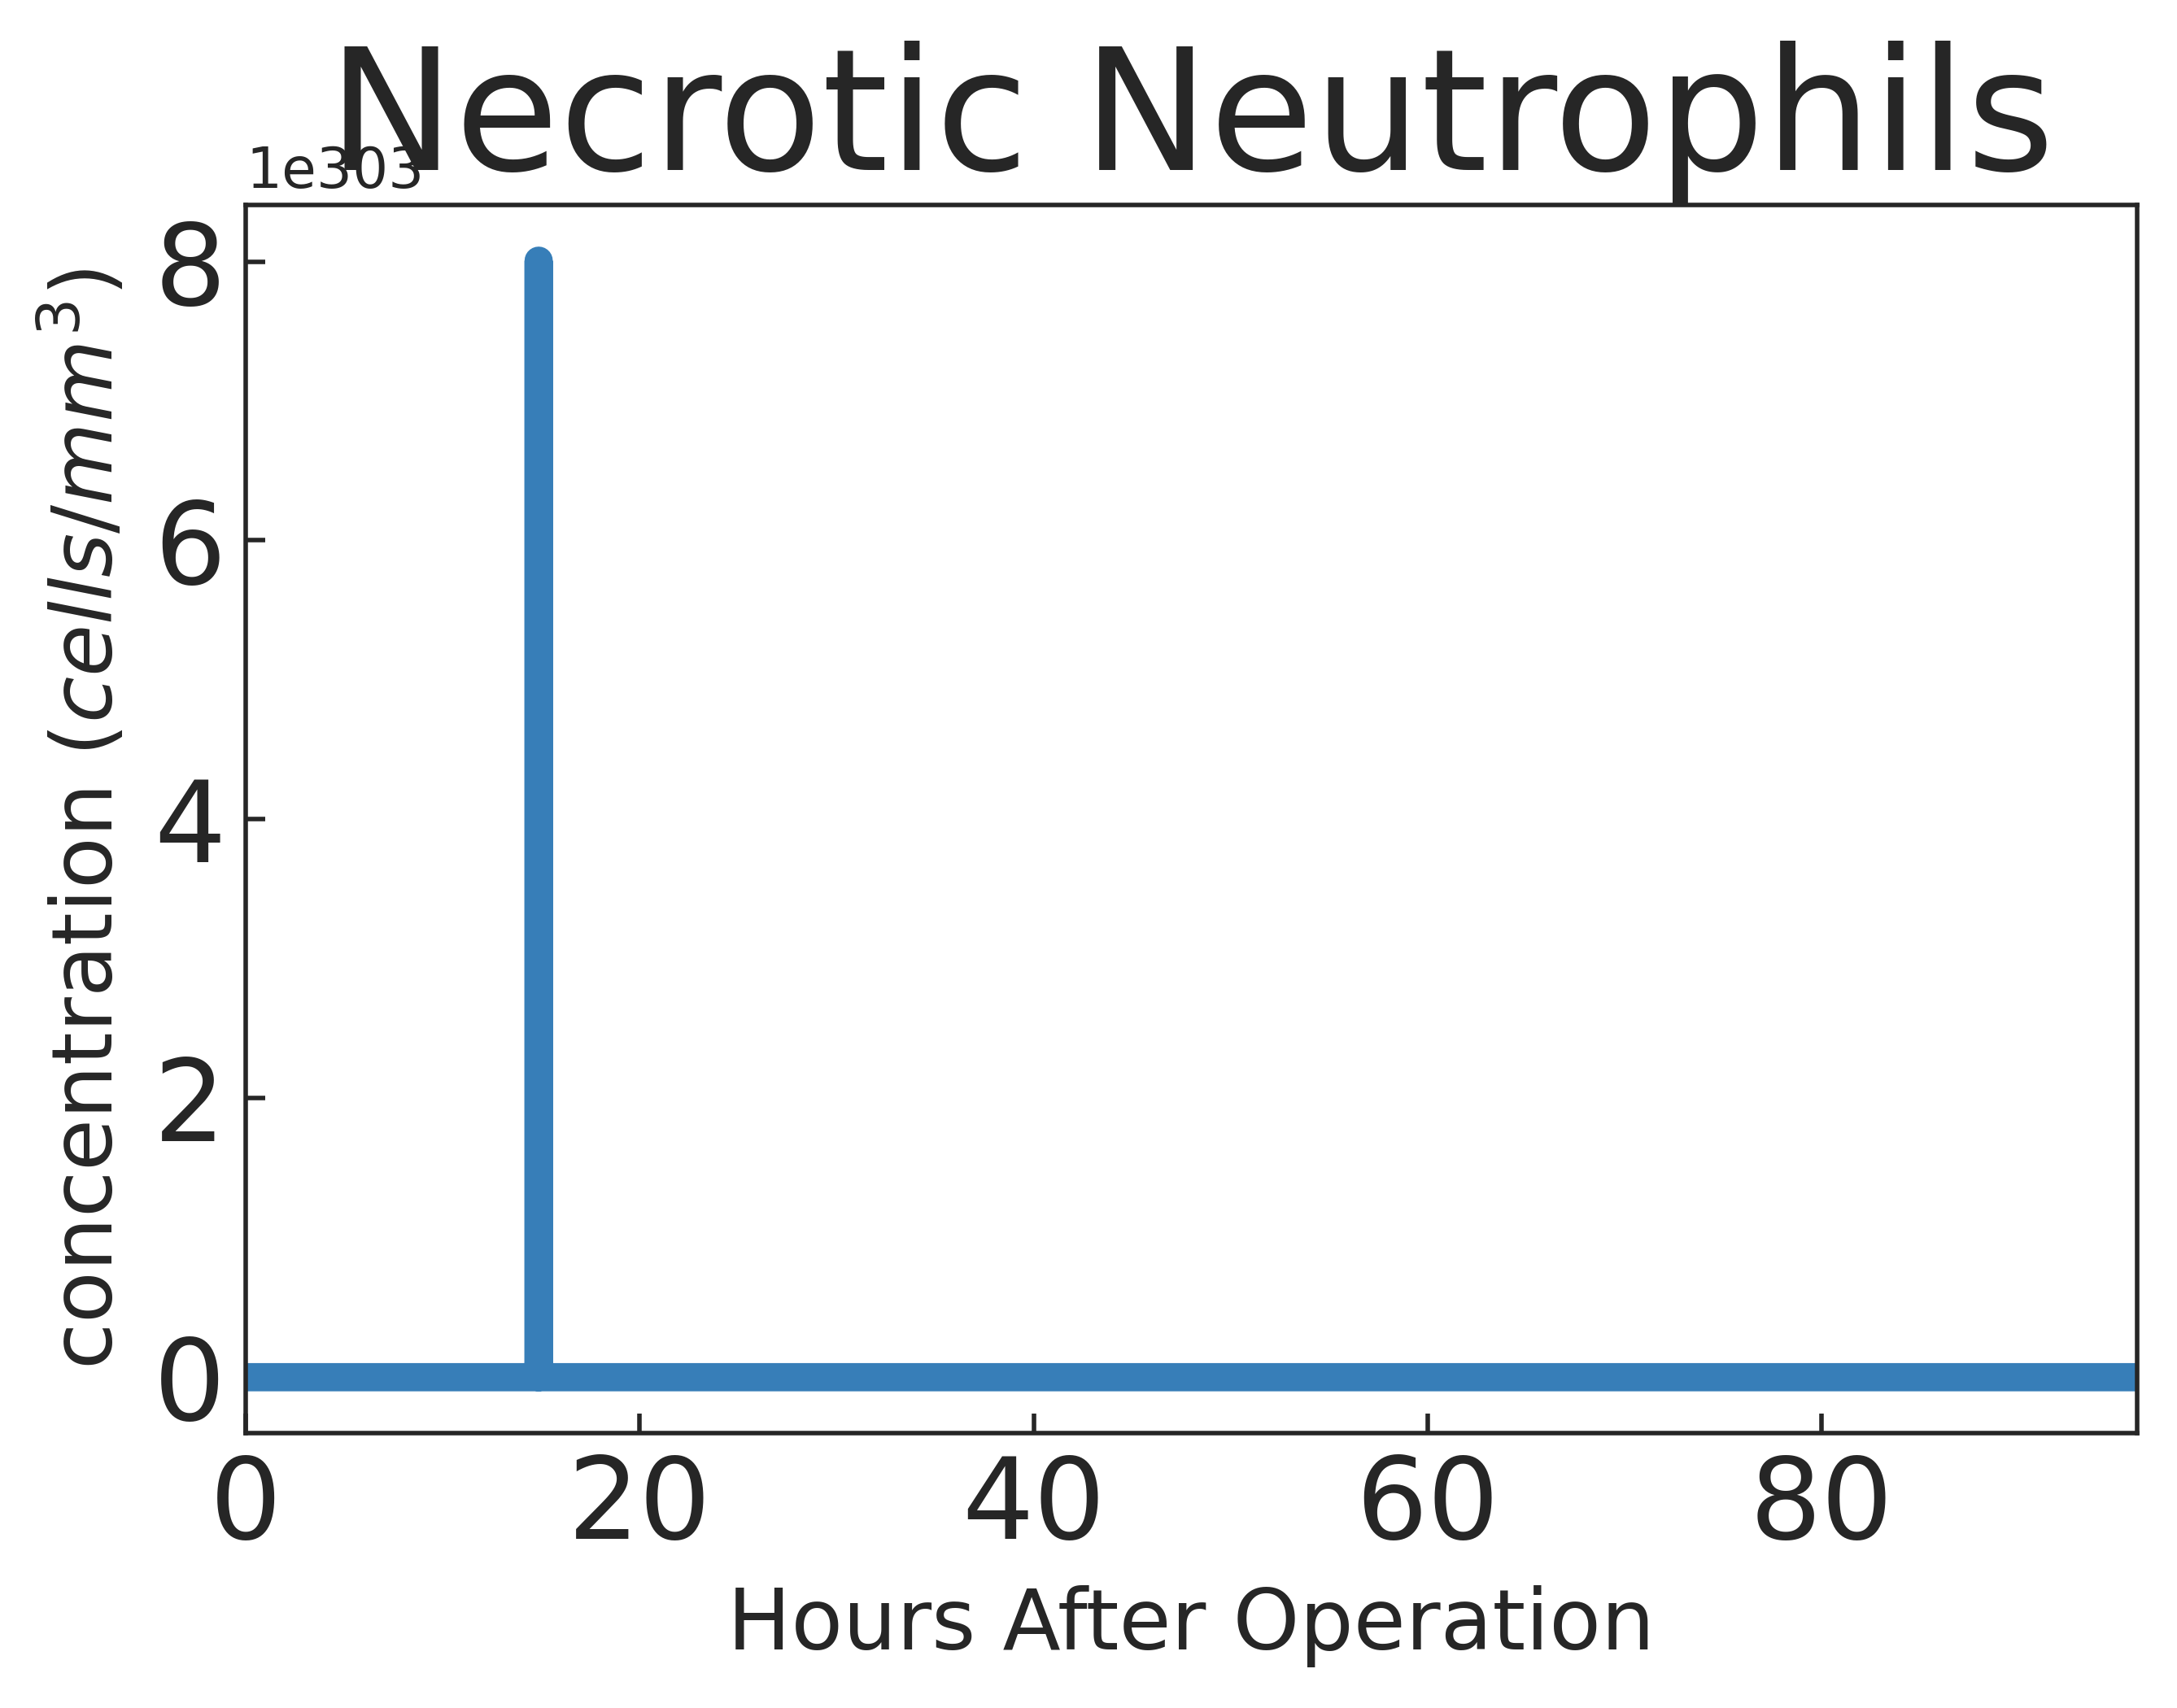 Necrotic Neutrophils
1e303
8
6
4
2
0
concentration (cells/mm³)
0 20 40 60 80
Hours After Operation